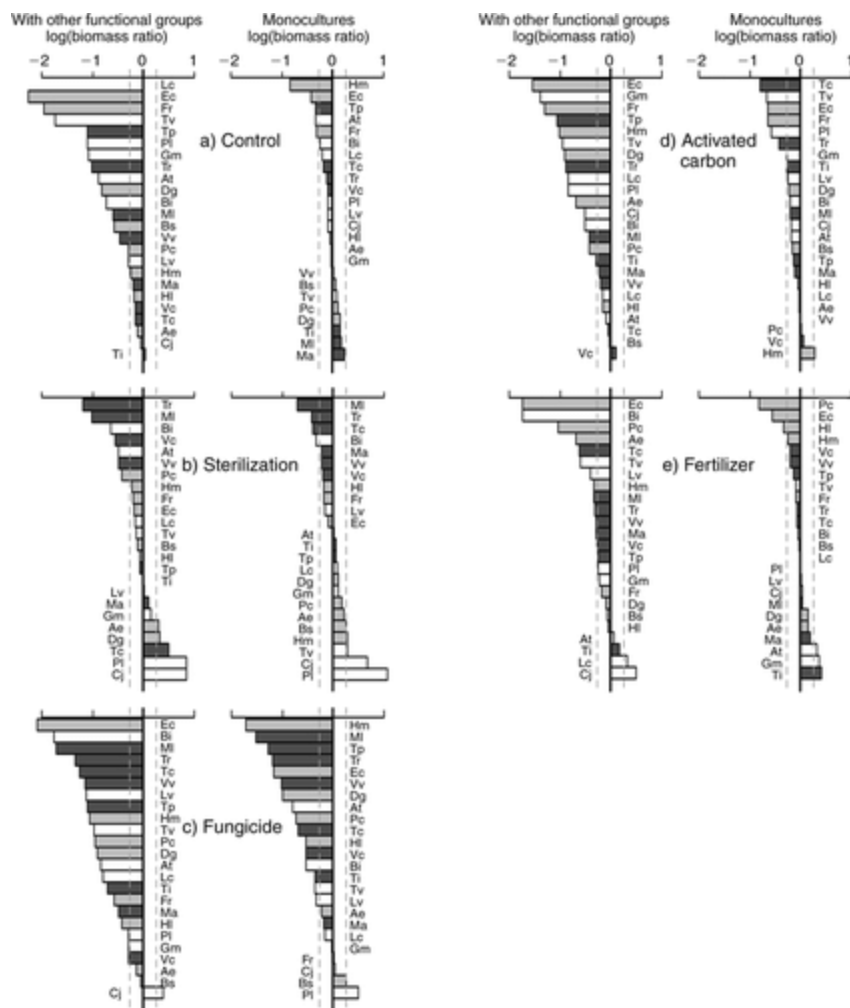 With other functional groups
log(biomass ratio)
Monocultures
log(biomass ratio)
−2 −1 0 1
−2 −1 0 1
a) Control
Lc
Ec
Fr
Tv
Tp
Pl
Gm
Tr
At
Dg
Bi
Ml
Bs
Vv
Pc
Lv
Hm
Ma
Hl
Vc
Tc
Ae
Cj
Ti
Hm
Ec
Tp
At
Fr
Bi
Lc
Tc
Tr
Vc
Pl
Lv
Cj
Hl
Ae
Gm
Vv
Bs
Tv
Pc
Dg
Ti
Ml
Ma
b) Sterilization
Tr
Ml
Bi
Vc
At
Vv
Pc
Hm
Fr
Ec
Lc
Tv
Bs
Hl
Tp
Ti
Lv
Ma
Gm
Ae
Dg
Tc
Pl
Cj
Ml
Tr
Tc
Bi
Ma
Vv
Vc
Hl
Fr
Lv
Ec
At
Ti
Tp
Lc
Dg
Gm
Pc
Ae
Bs
Hm
Tv
Cj
Pl
c) Fungicide
Ec
Bi
Ml
Tr
Tc
Vv
Lv
Tp
Hm
Tv
Pc
Dg
At
Lc
Ti
Fr
Ma
Hl
Pl
Gm
Vc
Ae
Bs
Cj
Hm
Ml
Tp
Tr
Ec
Vv
Dg
At
Pc
Tc
Hl
Vc
Bi
Ti
Tv
Lv
Ae
Ma
Lc
Gm
Fr
Cj
Bs
Pl
With other functional groups
log(biomass ratio)
Monocultures
log(biomass ratio)
−2 −1 0 1
−2 −1 0 1
d) Activated
carbon
Ec
Gm
Fr
Tp
Hm
Tv
Dg
Tr
Lc
Pl
Ae
Cj
Bi
Ml
Pc
Ti
Ma
Vv
Lc
Hl
At
Tc
Bs
Vc
Tc
Tv
Ec
Fr
Pl
Tr
Gm
Ti
Lv
Dg
Bi
Ml
Cj
At
Bs
Tp
Ma
Hl
Lc
Ae
Vv
Pc
Vc
Hm
e) Fertilizer
Ec
Bi
Pc
Ae
Tc
Tv
Lv
Hm
Ml
Tr
Vv
Ma
Vc
Tp
Pl
Gm
Fr
Dg
Bs
Hl
At
Ti
Lc
Cj
Pc
Ec
Hl
Hm
Vc
Vv
Tp
Tv
Fr
Tr
Tc
Bi
Bs
Lc
Pl
Lv
Cj
Ml
Dg
Ae
Ma
At
Gm
Ti